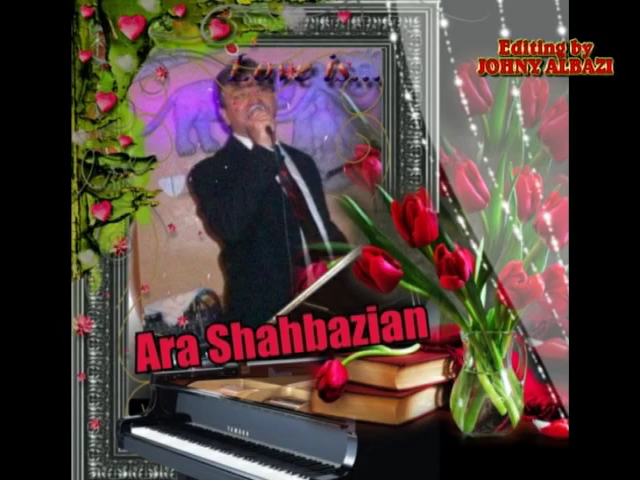 Editing by
JOHNY ALBAZI
Love is...
Ara Shahbazian
YAMAHA